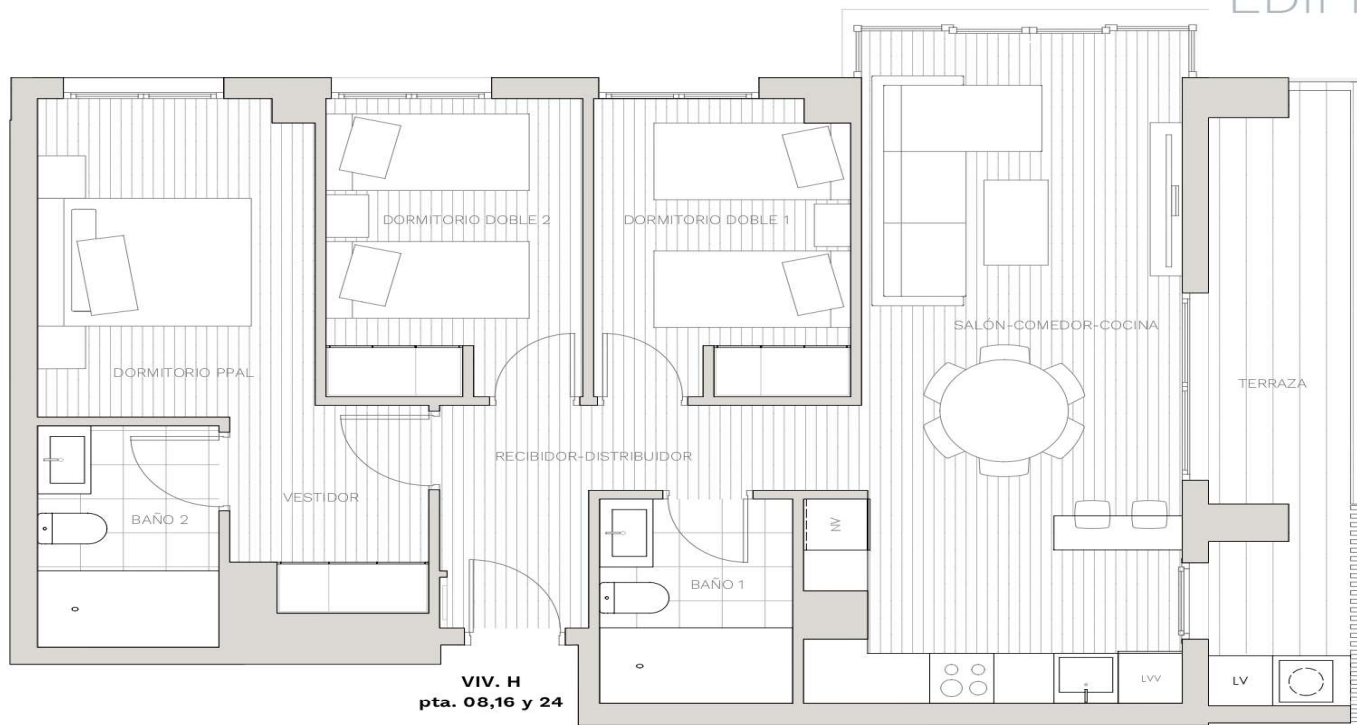 DORMITORIO DOBLE 2
DORMITORIO DOBLE 1
SALÓN-COMEDOR-COCINA
DORMITORIO PPAL
TERRAZA
RECIBIDOR-DISTRIBUIDOR
VESTIDOR
BAÑO 2
NV
BAÑO 1
LVV
LV
VIV. H
pta. 08,16 y 24